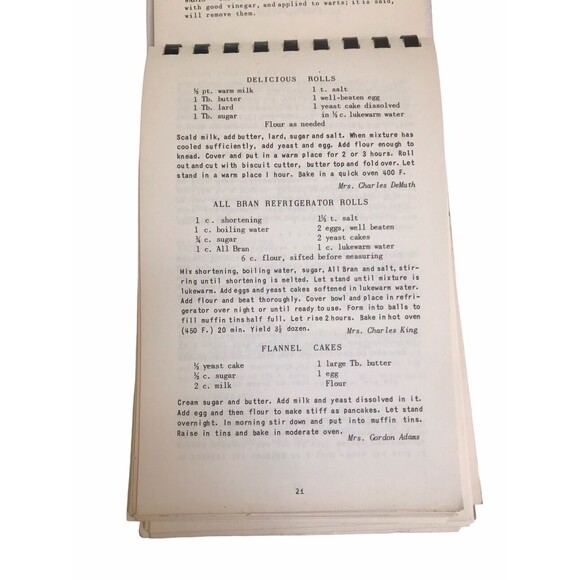 with good vinegar, and applied to warts; it is said,
will remove them.
DELICIOUS ROLLS
½ pt. warm milk 1 t. salt
1 Tb. butter 1 well-beaten egg
1 Tb. lard 1 yeast cake dissolved
1 Tb. sugar in ½ c. lukewarm water
Flour as needed
Scald milk, add butter, lard, sugar and salt. When mixture has
cooled sufficiently, add yeast and egg. Add flour enough to
knead. Cover and put in a warm place for 2 or 3 hours. Roll
out and cut with biscuit cutter, butter top and fold over. Let
stand in a warm place 1 hour. Bake in a quick oven 400 F.
Mrs. Charles DeMuth
ALL BRAN REFRIGERATOR ROLLS
1 c. shortening 1½ t. salt
1 c. boiling water 2 eggs, well beaten
¾ c. sugar 2 yeast cakes
1 c. All Bran 1 c. lukewarm water
6 c. flour, sifted before measuring
Mix shortening, boiling water, sugar, All Bran and salt, stir-
ring until shortening is melted. Let stand until mixture is
lukewarm. Add eggs and yeast cakes softened in lukewarm water.
Add flour and beat thoroughly. Cover bowl and place in refri-
gerator over night or until ready to use. Form into balls to
fill muffin tins half full. Let rise 2 hours. Bake in hot oven
(450 F.) 20 min. Yield 3½ dozen. Mrs. Charles King
FLANNEL CAKES
½ yeast cake 1 large Tb. butter
½ c. sugar 1 egg
2 c. milk Flour
Cream sugar and butter. Add milk and yeast dissolved in it.
Add egg and then flour to make stiff as pancakes. Let stand
overnight. In morning stir down and put into muffin tins.
Raise in tins and bake in moderate oven.
Mrs. Gordon Adams
21